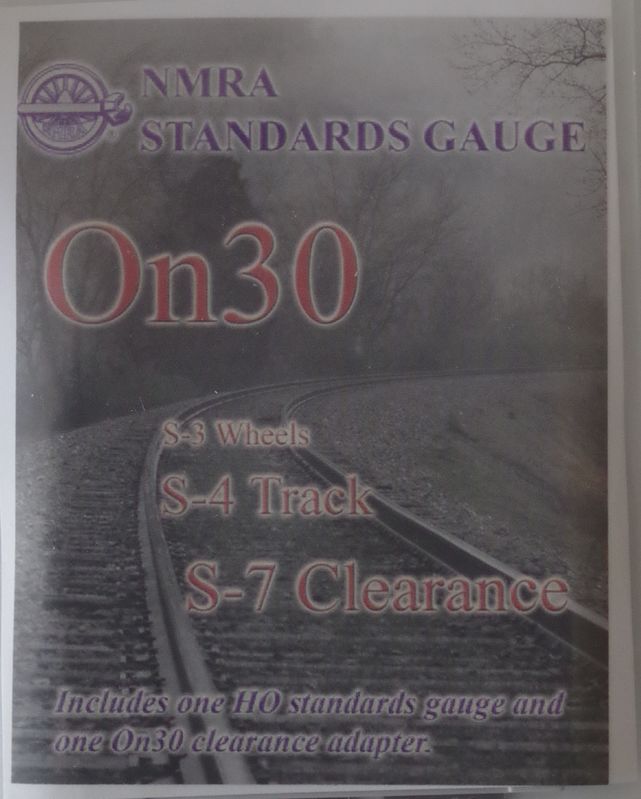 NMRA
STANDARDS GAUGE
NMRA
On30
S-3 Wheels
S-4 Track
S-7 Clearance
Includes one HO standards gauge and
one On30 clearance adapter.